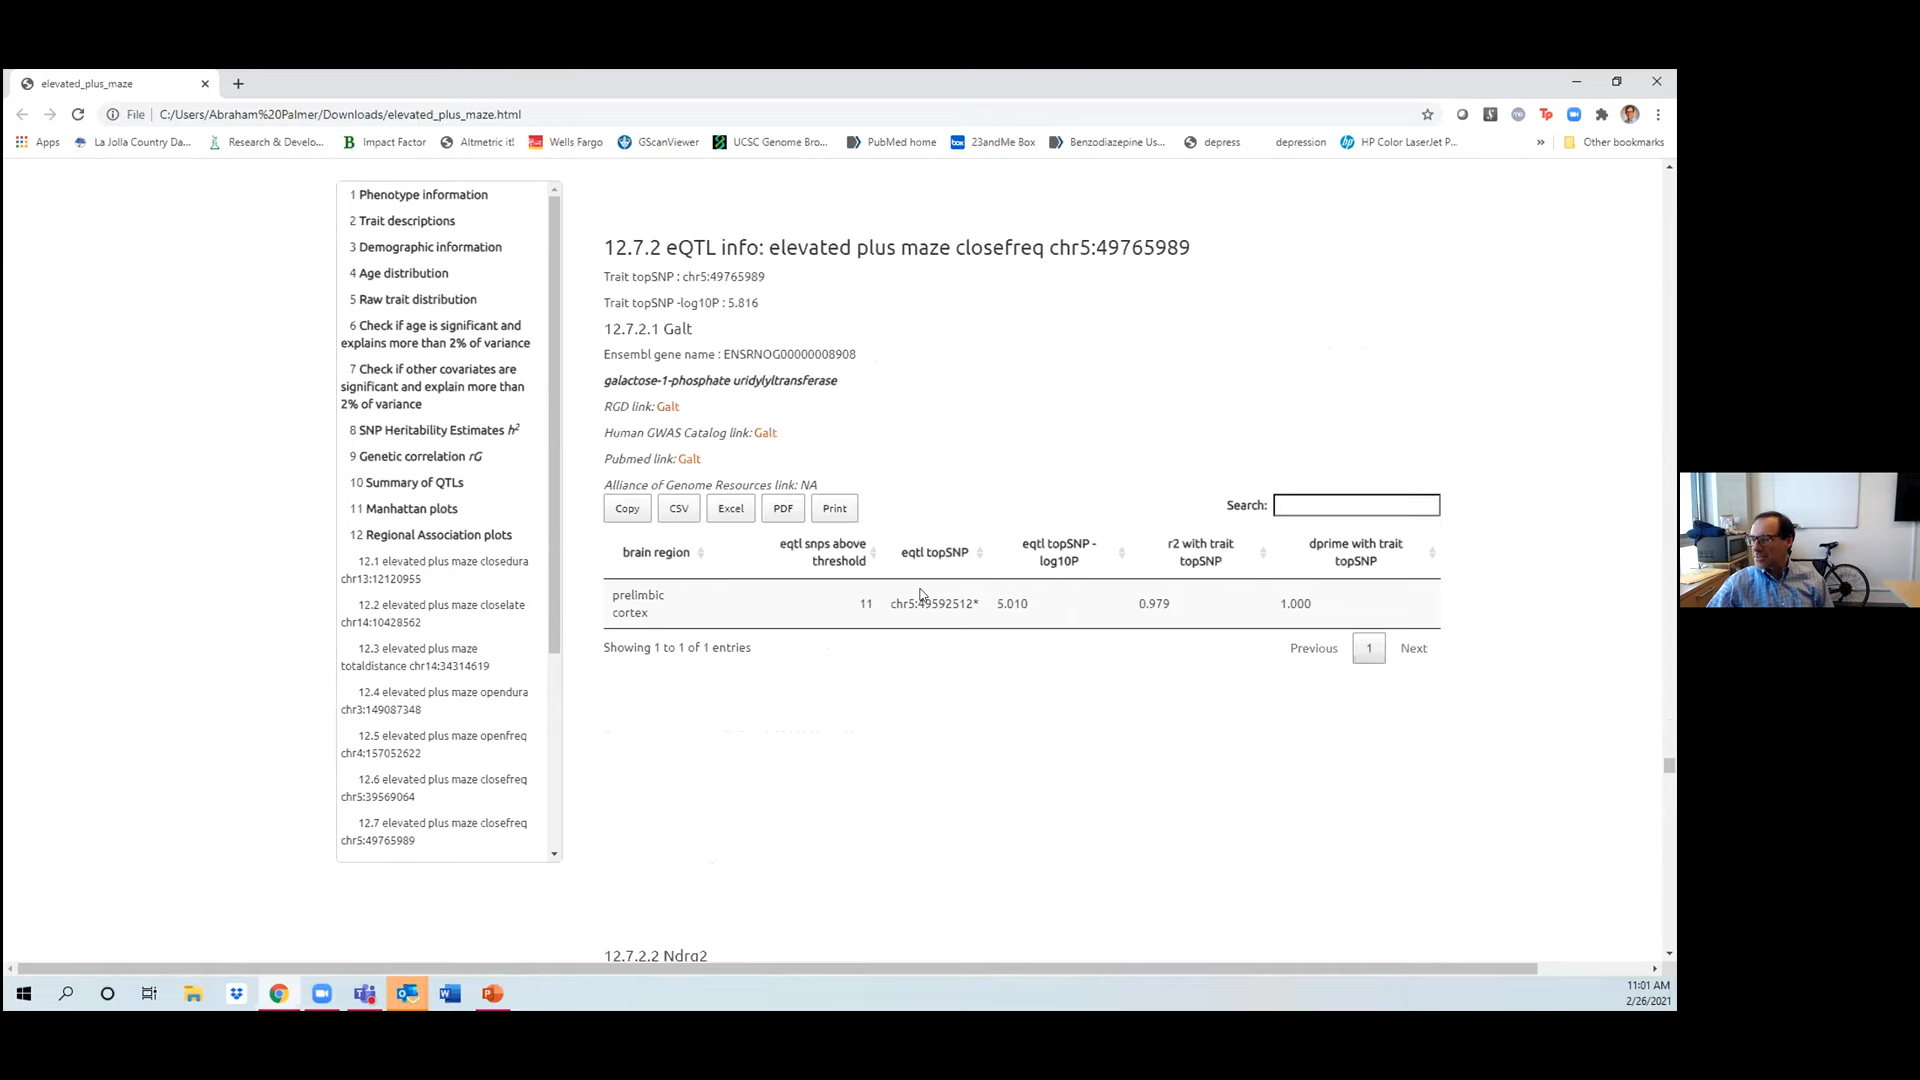 elevated_plus_maze
File
C:/Users/Abraham%20Palmer/Downloads/elevated_plus_maze.html
Apps
La Jolla Country Da...
Research & Develo...
Impact Factor
Altmetric it!
Wells Fargo
GScanViewer
UCSC Genome Bro...
PubMed home
23andMe Box
Benzodiazepine Us...
depress
depression
HP Color LaserJet P...
»
Other bookmarks
1 Phenotype information
2 Trait descriptions
3 Demographic information
4 Age distribution
5 Raw trait distribution
6 Check if age is significant and
explains more than 2% of variance
7 Check if other covariates are
significant and explain more than
2% of variance
8 SNP Heritability Estimates h²
9 Genetic correlation rG
10 Summary of QTLs
11 Manhattan plots
12 Regional Association plots
12.1 elevated plus maze closedura
chr13:12120955
12.2 elevated plus maze closelate
chr14:10428562
12.3 elevated plus maze
totaldistance chr14:34314619
12.4 elevated plus maze opendura
chr3:149087348
12.5 elevated plus maze openfreq
chr4:157052622
12.6 elevated plus maze closefreq
chr5:39569064
12.7 elevated plus maze closefreq
chr5:49765989
12.7.2 eQTL info: elevated plus maze closefreq chr5:49765989
Trait topSNP : chr5:49765989
Trait topSNP -log10P : 5.816
12.7.2.1 Galt
Ensembl gene name : ENSRNOG00000008908
galactose-1-phosphate uridylyltransferase
RGD link: Galt
Human GWAS Catalog link: Galt
Pubmed link: Galt
Alliance of Genome Resources link: NA
Copy
CSV
Excel
PDF
Print
Search:
brain region
eqtl snps above
threshold
eqtl topSNP
eqtl topSNP -
log10P
r2 with trait
topSNP
dprime with trait
topSNP
prelimbic
cortex
11
chr5:49592512*
5.010
0.979
1.000
Showing 1 to 1 of 1 entries
Previous
1
Next
12.7.2.2 Ndrg2
11:01 AM
2/26/2021